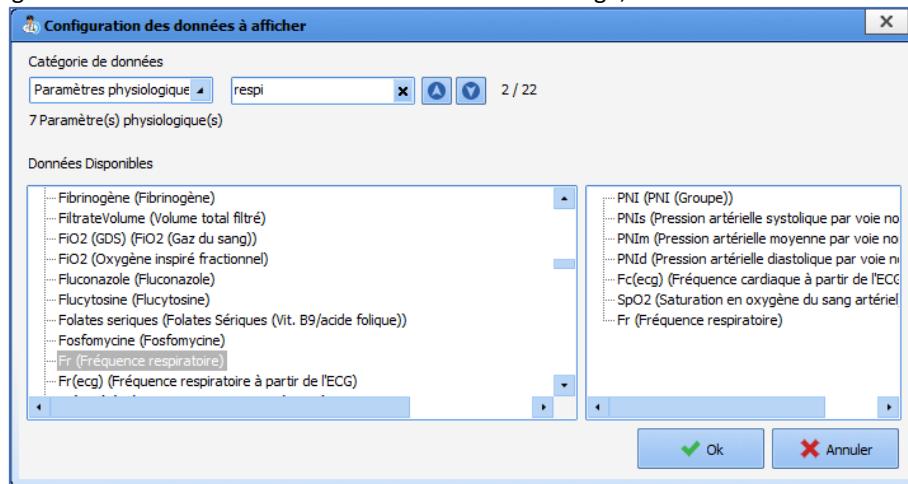 Configuration des données à afficher
Catégorie de données
Paramètres physiologique
respi
2 / 22
7 Paramètre(s) physiologique(s)
Données Disponibles
Fibrinogène (Fibrinogène)
FiltrateVolume (Volume total filtré)
FiO2 (GDS) (FiO2 (Gaz du sang))
FiO2 (Oxygène inspiré fractionnel)
Fluconazole (Fluconazole)
Flucytosine (Flucytosine)
Folates seriques (Folates Sériques (Vit. B9/acide folique))
Fosfomycine (Fosfomycine)
Fr (Fréquence respiratoire)
Fr(ecg) (Fréquence respiratoire à partir de l'ECG)
PNI (PNI (Groupe))
PNIs (Pression artérielle systolique par voie no
PNIm (Pression artérielle moyenne par voie no
PNId (Pression artérielle diastolique par voie n
Fc(ecg) (Fréquence cardiaque à partir de l'ECG
SpO2 (Saturation en oxygène du sang artériel
Fr (Fréquence respiratoire)
Ok
Annuler